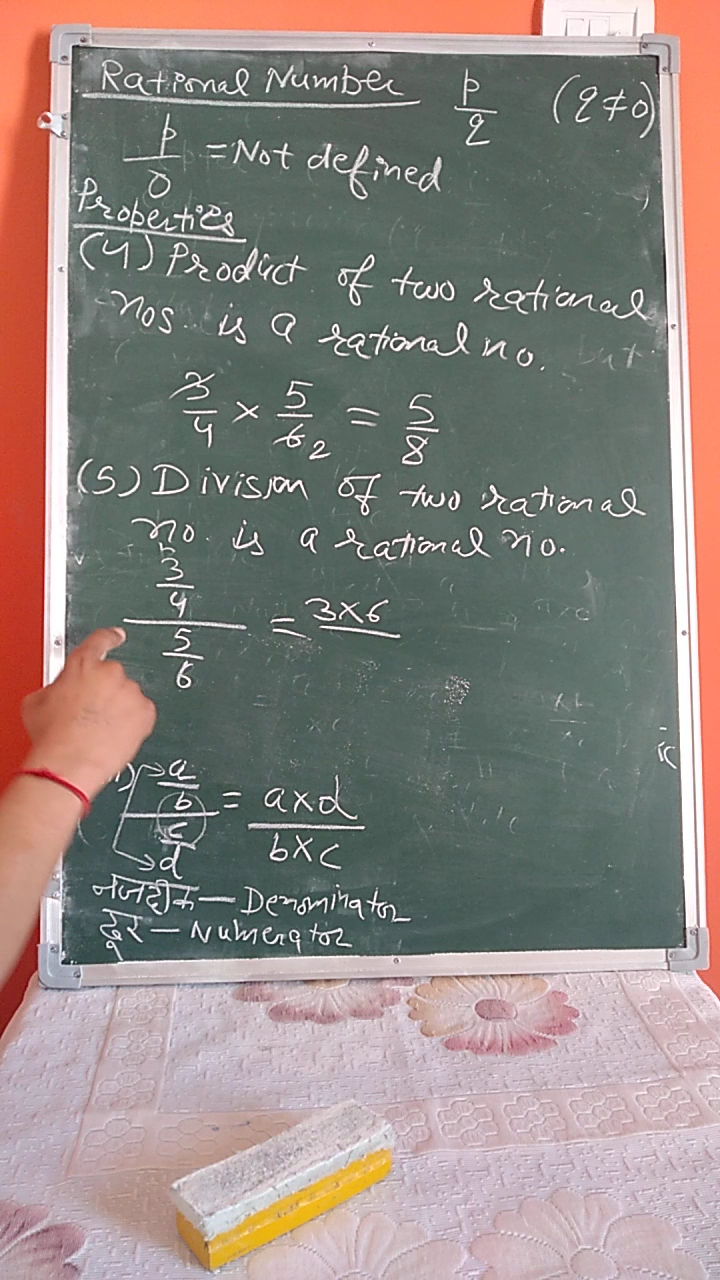 Rational Number p/q (q≠0)
p/0 = Not defined
Properties
(4) Product of two rational
nos. is a rational no.
3/4 × 5/6 2 = 5/8
(5) Division of two rational
no. is a rational no.
3/4 / 5/6 = 3×6
a/b / c/d = a×d / b×c
नजदीक — Denominator
दूर — Numerator